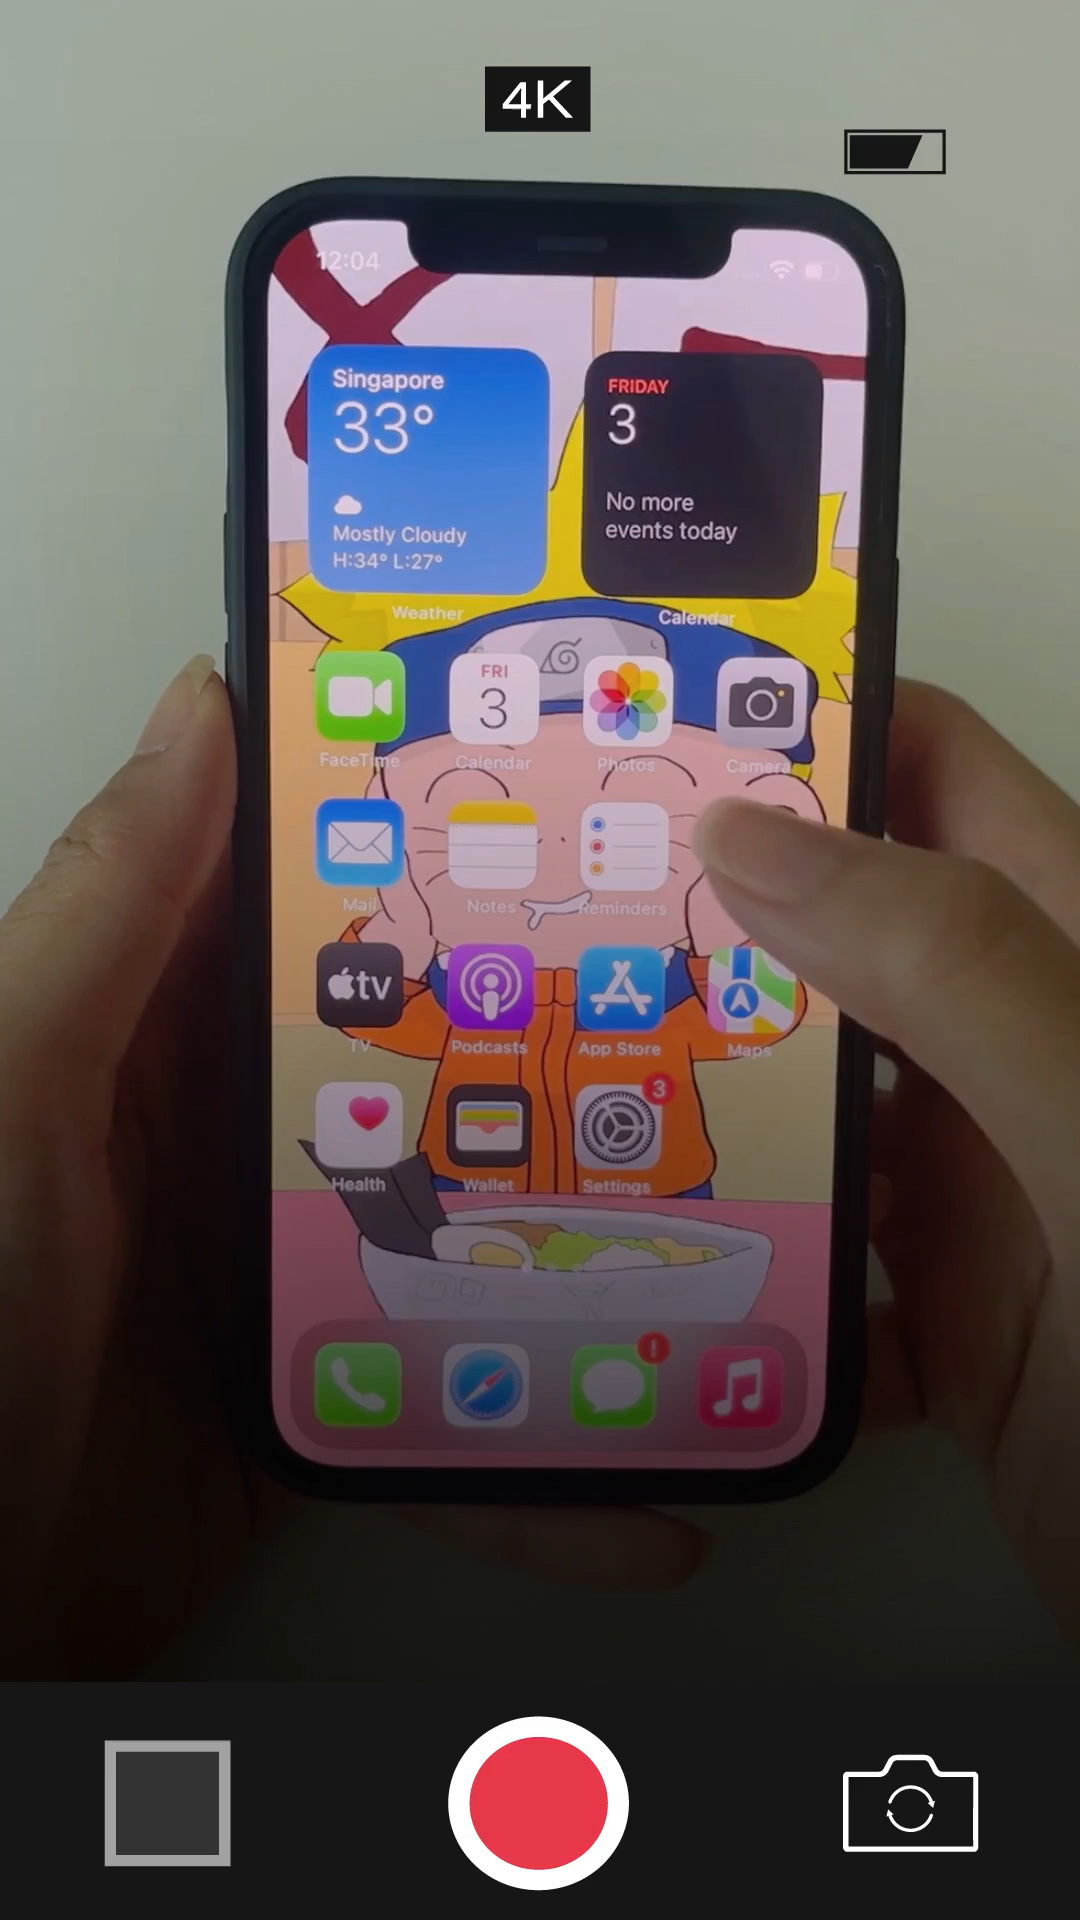 4K
12:04
Singapore
33°
Mostly Cloudy
H:34° L:27°
Weather
FRIDAY
3
No more
events today
Calendar
FRI
3
FaceTime
Calendar
Photos
Camera
Mail
Notes
Reminders
tv
TV
Podcasts
App Store
Maps
3
Health
Wallet
Settings
!